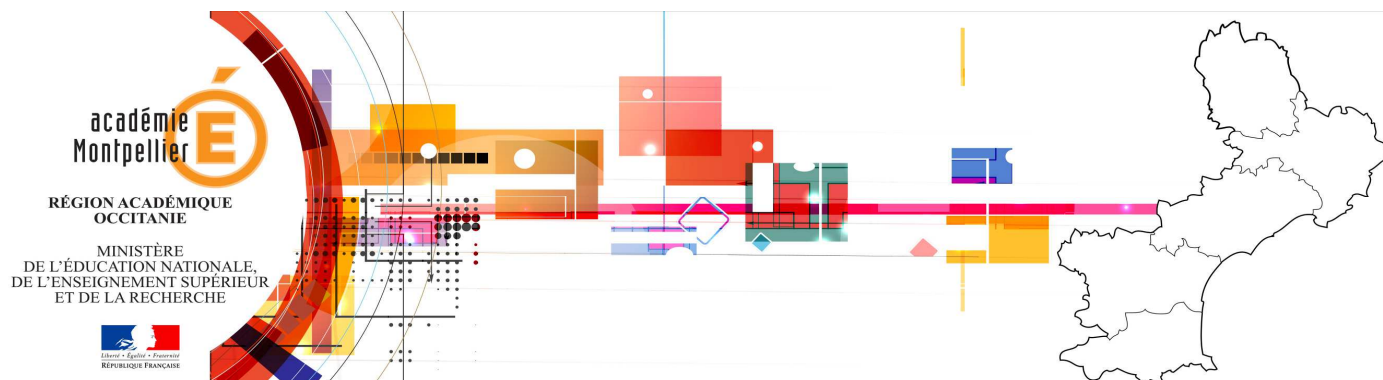 académie
Montpellier
É
RÉGION ACADÉMIQUE
OCCITANIE
MINISTÈRE
DE L'ÉDUCATION NATIONALE,
DE L'ENSEIGNEMENT SUPÉRIEUR
ET DE LA RECHERCHE
Liberté • Égalité • Fraternité
RÉPUBLIQUE FRANÇAISE